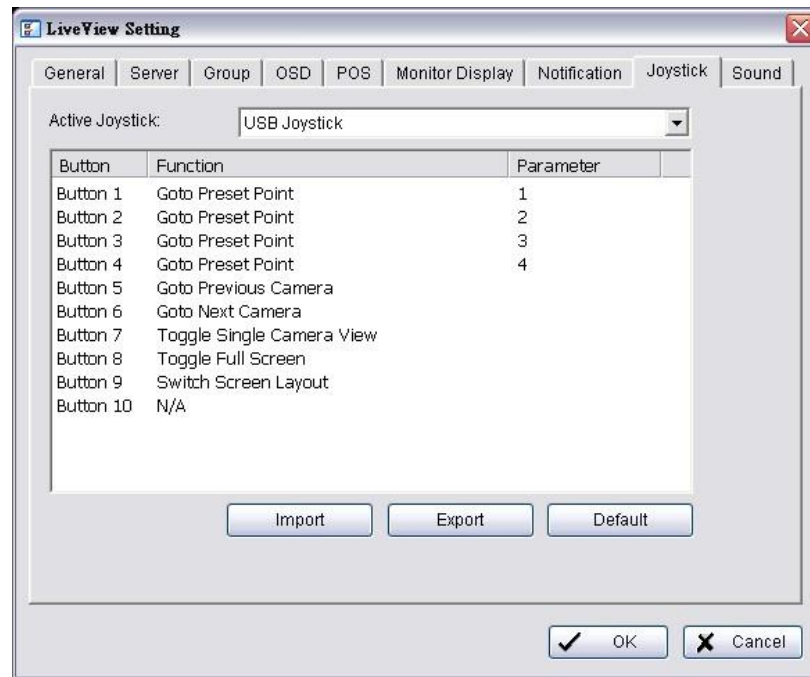 LiveView Setting
General Server Group OSD POS Monitor Display Notification Joystick Sound
Active Joystick: USB Joystick
Button Function Parameter
Button 1 Goto Preset Point 1
Button 2 Goto Preset Point 2
Button 3 Goto Preset Point 3
Button 4 Goto Preset Point 4
Button 5 Goto Previous Camera
Button 6 Goto Next Camera
Button 7 Toggle Single Camera View
Button 8 Toggle Full Screen
Button 9 Switch Screen Layout
Button 10 N/A
Import Export Default
OK Cancel